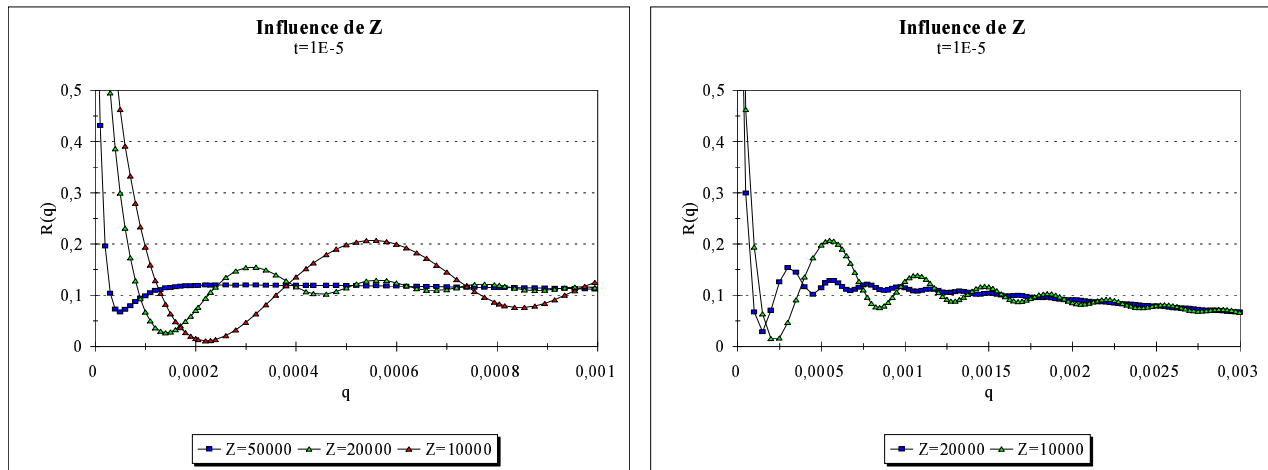 Influence de Z
t=1E-5
0,5
0,4
0,3
0,2
0,1
0
R(q)
0 0,0002 0,0004 0,0006 0,0008 0,001
q
Z=50000 Z=20000 Z=10000
Influence de Z
t=1E-5
0,5
0,4
0,3
0,2
0,1
0
R(q)
0 0,0005 0,001 0,0015 0,002 0,0025 0,003
q
Z=20000 Z=10000